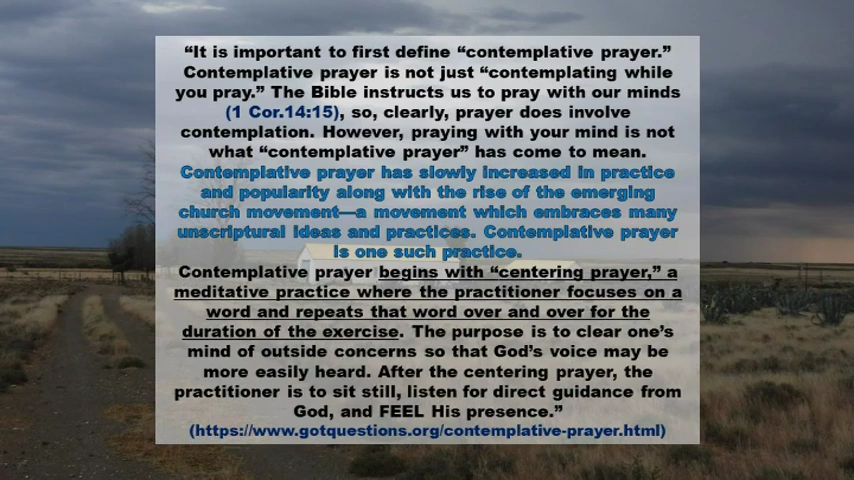 “It is important to first define “contemplative prayer.”
Contemplative prayer is not just “contemplating while
you pray.” The Bible instructs us to pray with our minds
(1 Cor.14:15), so, clearly, prayer does involve
contemplation. However, praying with your mind is not
what “contemplative prayer” has come to mean.
Contemplative prayer has slowly increased in practice
and popularity along with the rise of the emerging
church movement—a movement which embraces many
unscriptural ideas and practices. Contemplative prayer
is one such practice.
Contemplative prayer begins with “centering prayer,” a
meditative practice where the practitioner focuses on a
word and repeats that word over and over for the
duration of the exercise. The purpose is to clear one’s
mind of outside concerns so that God’s voice may be
more easily heard. After the centering prayer, the
practitioner is to sit still, listen for direct guidance from
God, and FEEL His presence.”
(https://www.gotquestions.org/contemplative-prayer.html)